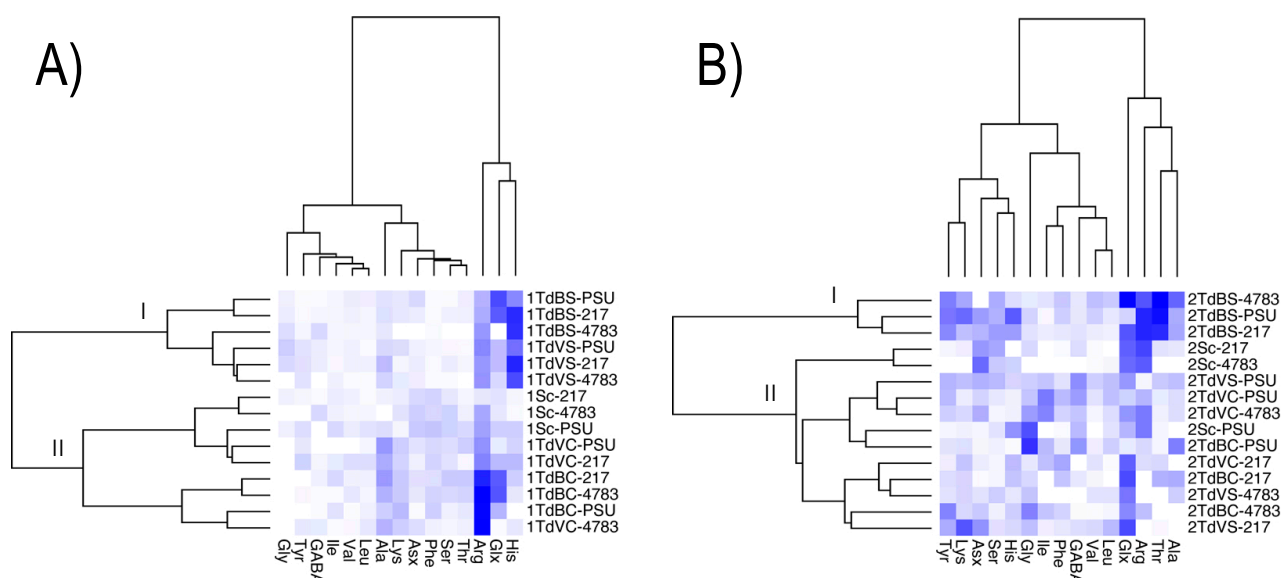 A)
B)
I
II
1TdBS-PSU
1TdBS-217
1TdBS-4783
1TdVS-PSU
1TdVS-217
1TdVS-4783
1Sc-217
1Sc-4783
1Sc-PSU
1TdVC-PSU
1TdVC-217
1TdBC-217
1TdBC-4783
1TdBC-PSU
1TdVC-4783
Gly
Tyr
GABA
Ile
Val
Leu
Ala
Lys
Asx
Phe
Ser
Thr
Arg
Glx
His
I
II
2TdBS-4783
2TdBS-PSU
2TdBS-217
2Sc-217
2Sc-4783
2TdVS-PSU
2TdVC-PSU
2TdVC-4783
2Sc-PSU
2TdBC-PSU
2TdVC-217
2TdBC-217
2TdVS-4783
2TdBC-4783
2TdVS-217
Tyr
Lys
Asx
Ser
His
Gly
Ile
Phe
GABA
Val
Leu
Glx
Arg
Thr
Ala